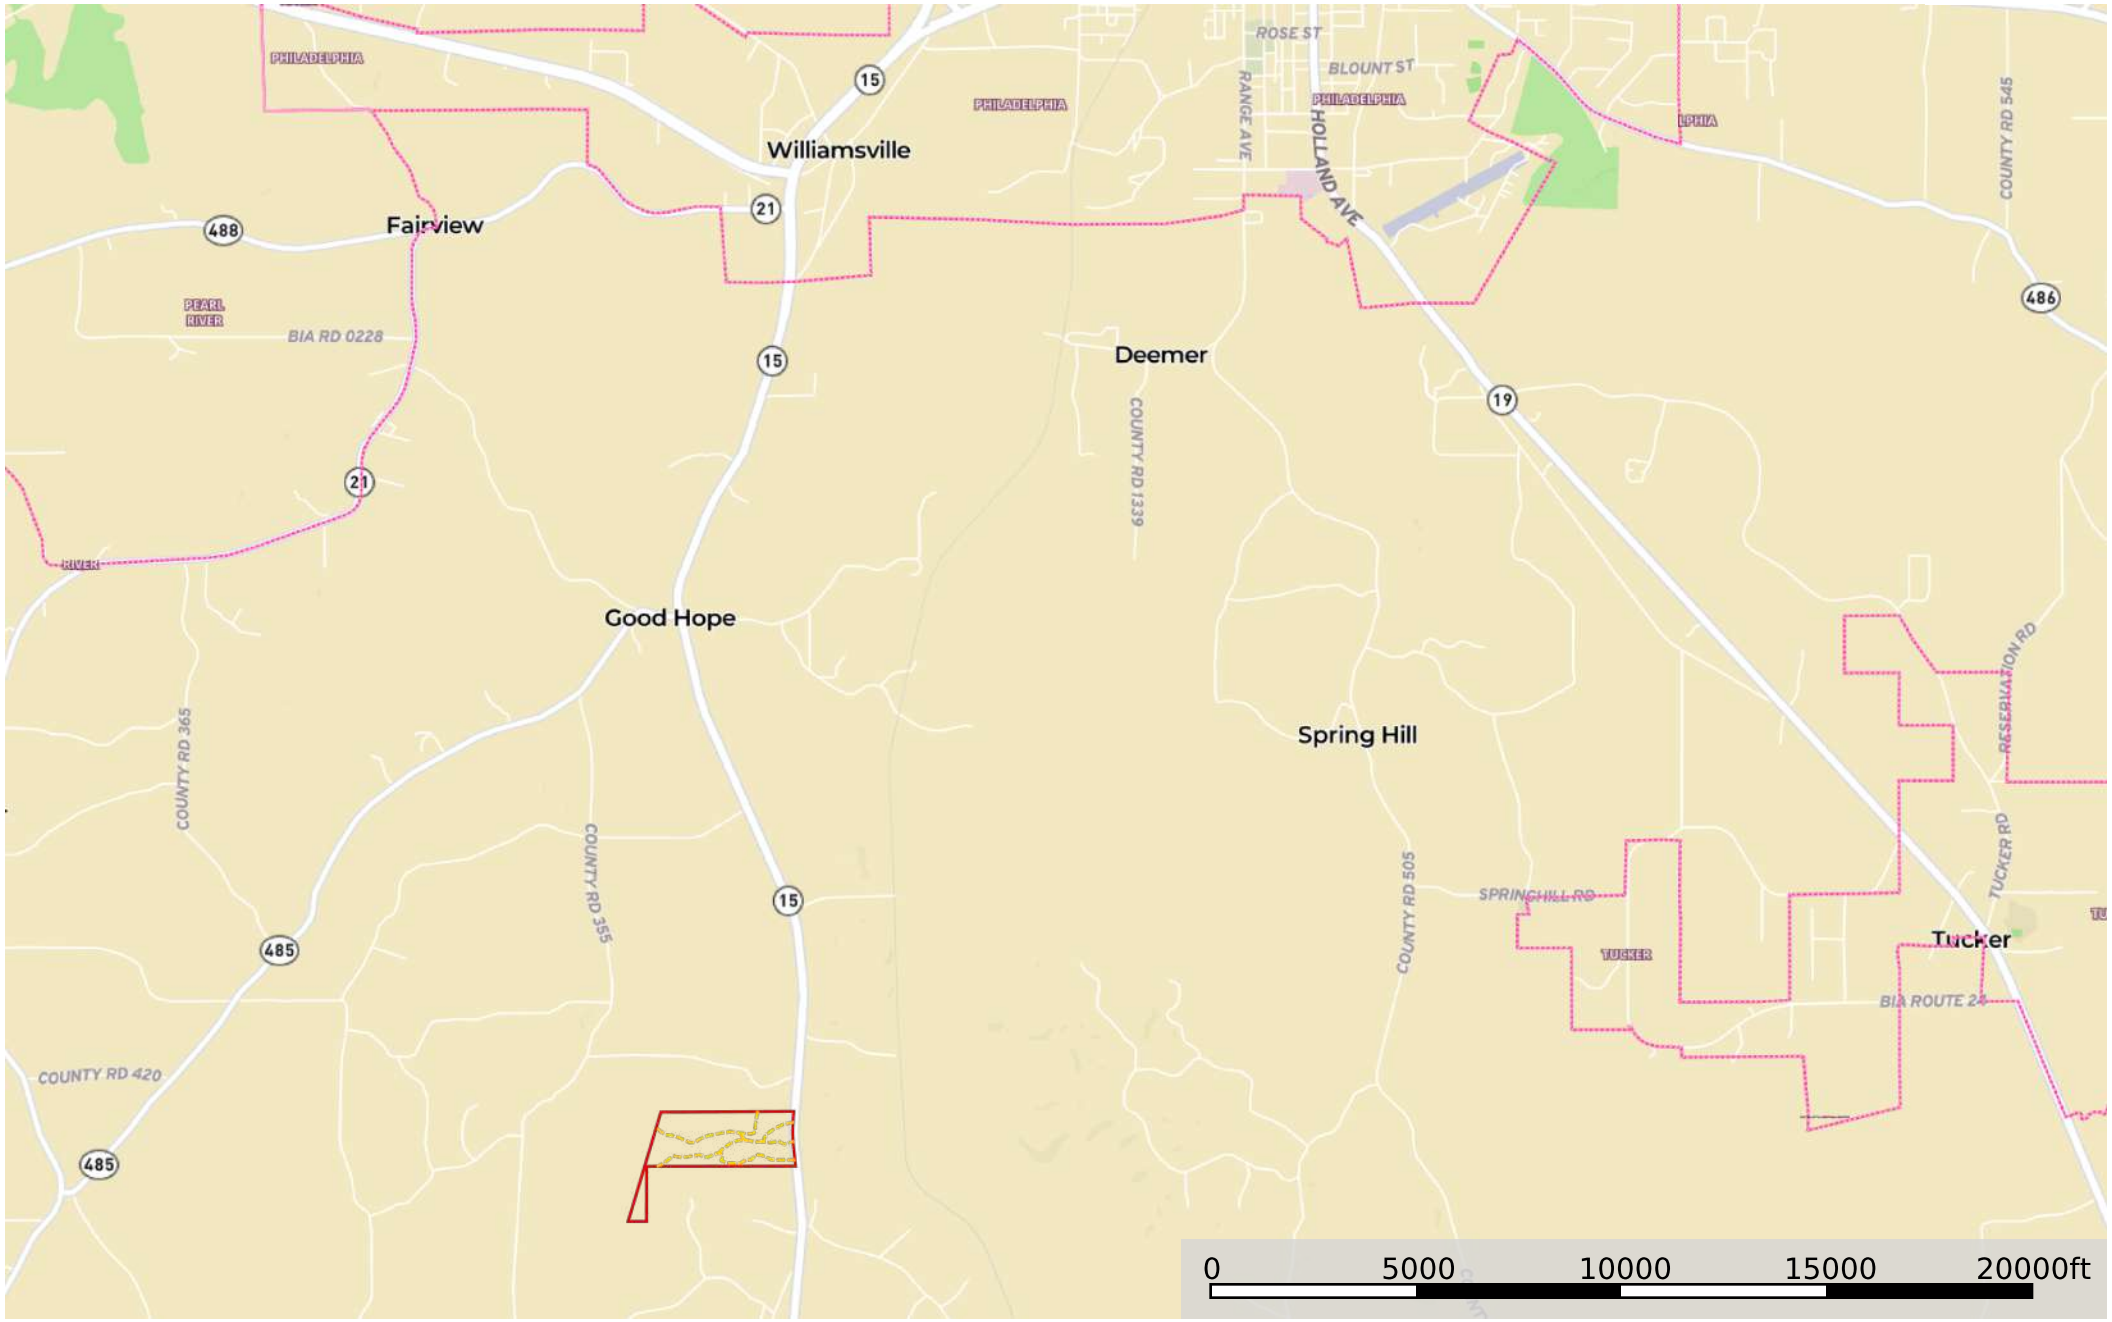 ROSE ST
PHILADELPHIA
BLOUNT ST
15
RANGE AVE
PHILADELPHIA
PHILADELPHIA
LPHIA
HOLLAND AVE
COUNTY RD 545
Williamsville
21
Fairview
488
486
PEARL
RIVER
BIA RD 0228
15
Deemer
19
COUNTY RD 1339
21
RIVER
Good Hope
RESERVATION RD
COUNTY RD 365
Spring Hill
COUNTY RD 355
TUCKER RD
COUNTY RD 505
SPRINGHILL RD
15
TU
485
Tucker
TUCKER
BIA ROUTE 24
COUNTY RD 420
485
0 5000 10000 15000 20000ft